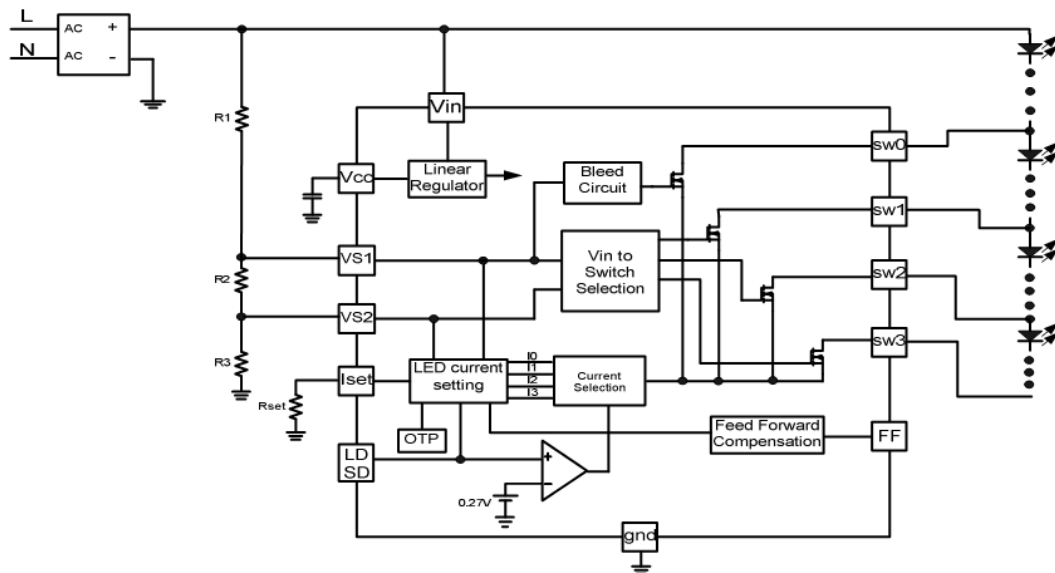 L
AC
+
N
AC
-
R1
Vin
sw0
Vcc
Linear
Regulator
Bleed
Circuit
sw1
VS1
Vin to
Switch
Selection
R2
sw2
VS2
sw3
R3
Iset
LED current
setting
I0
I1
I2
I3
Current
Selection
Rset
OTP
Feed Forward
Compensation
FF
LD
SD
+
-
0.27V
gnd